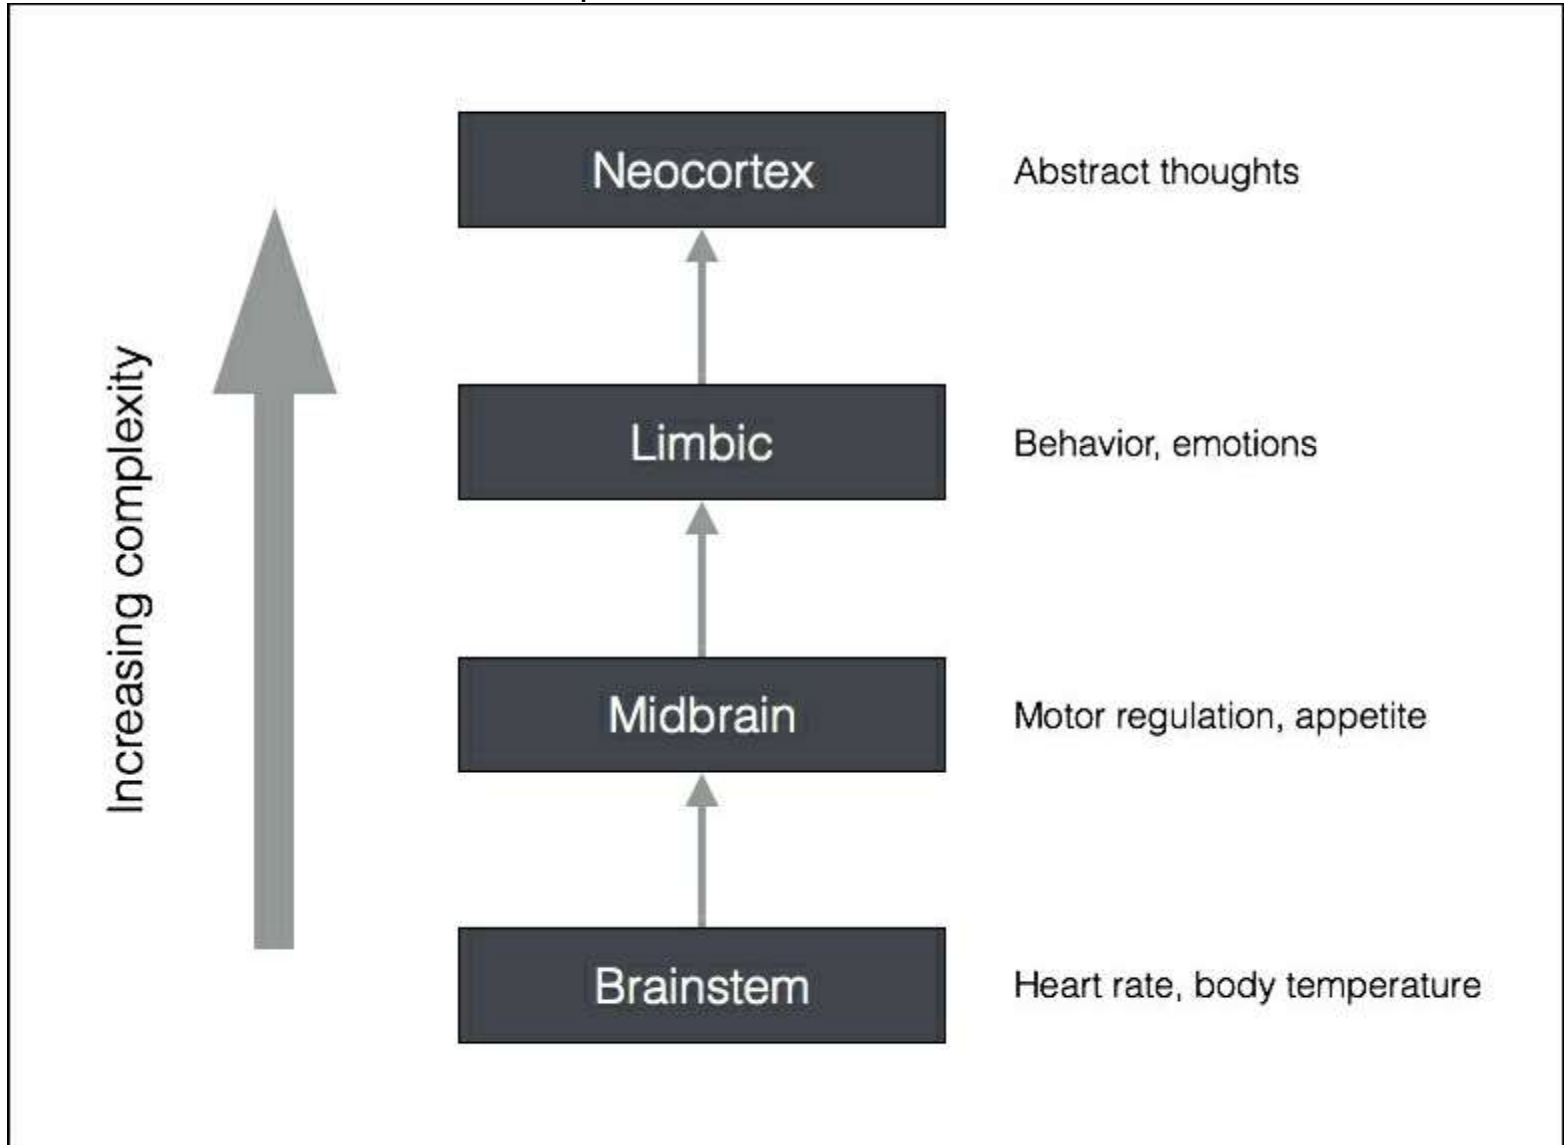 Neocortex
Abstract thoughts
Increasing complexity
Limbic
Behavior, emotions
Midbrain
Motor regulation, appetite
Brainstem
Heart rate, body temperature